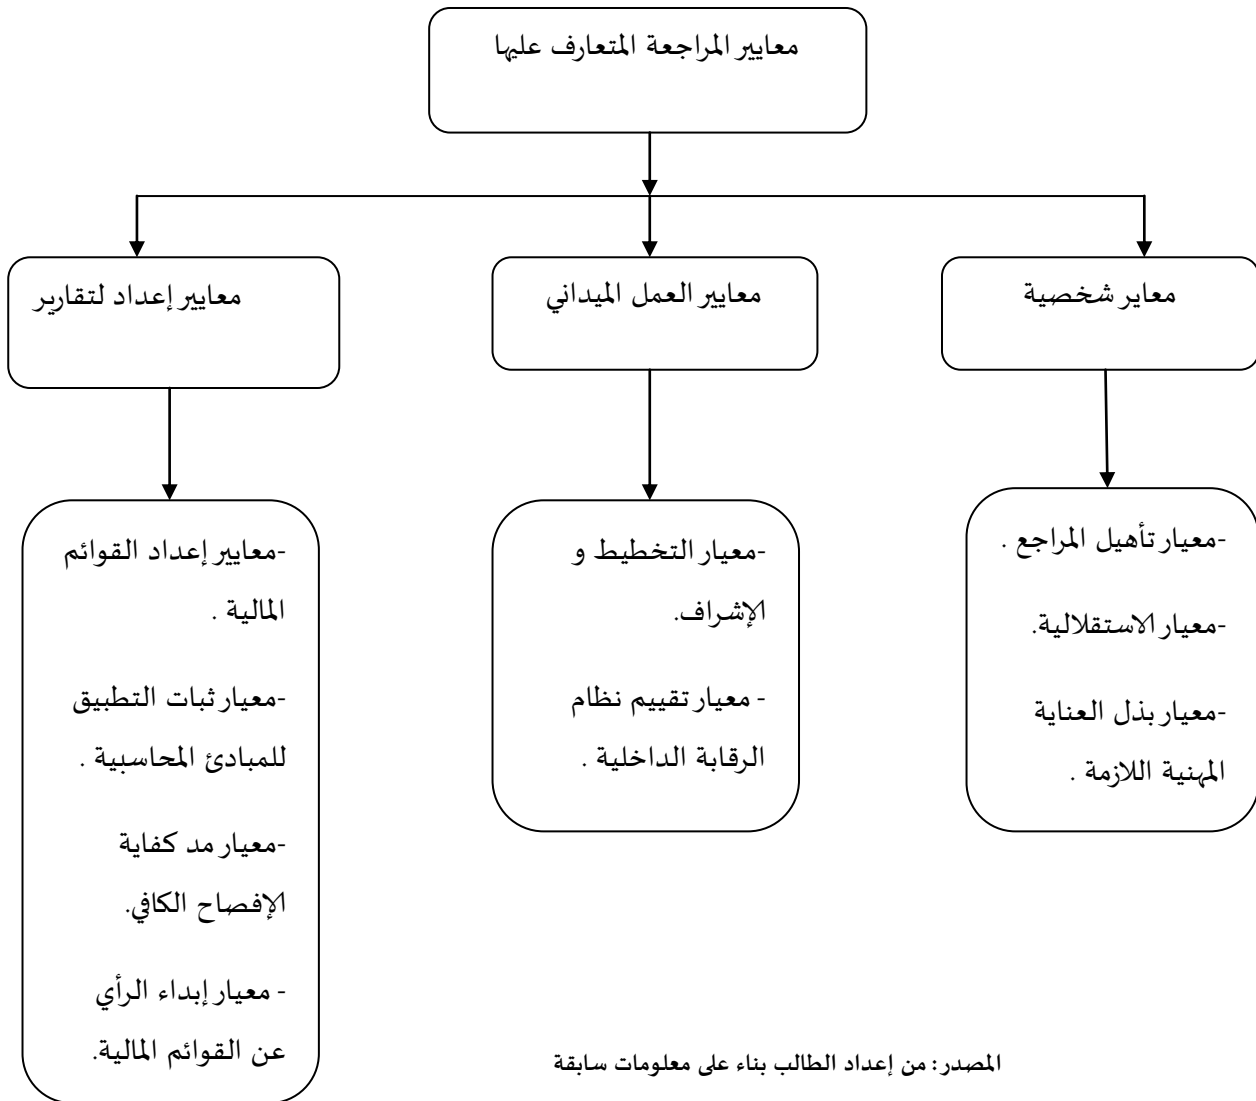 معايير المراجعة المتعارف عليها
معاير شخصية
معايير العمل الميداني
معايير إعداد لتقارير
-معيار تأهيل المراجع .
-معيار الاستقلالية.
-معيار بذل العناية
المهنية اللازمة .
-معيار التخطيط و
الإشراف.
- معيار تقييم نظام
الرقابة الداخلية .
-معايير إعداد القوائم
المالية .
-معيار ثبات التطبيق
للمبادئ المحاسبية .
-معيار مد كفاية
الإفصاح الكافي.
- معيار إبداء الرأي
عن القوائم المالية.
المصدر: من إعداد الطالب بناء على معلومات سابقة